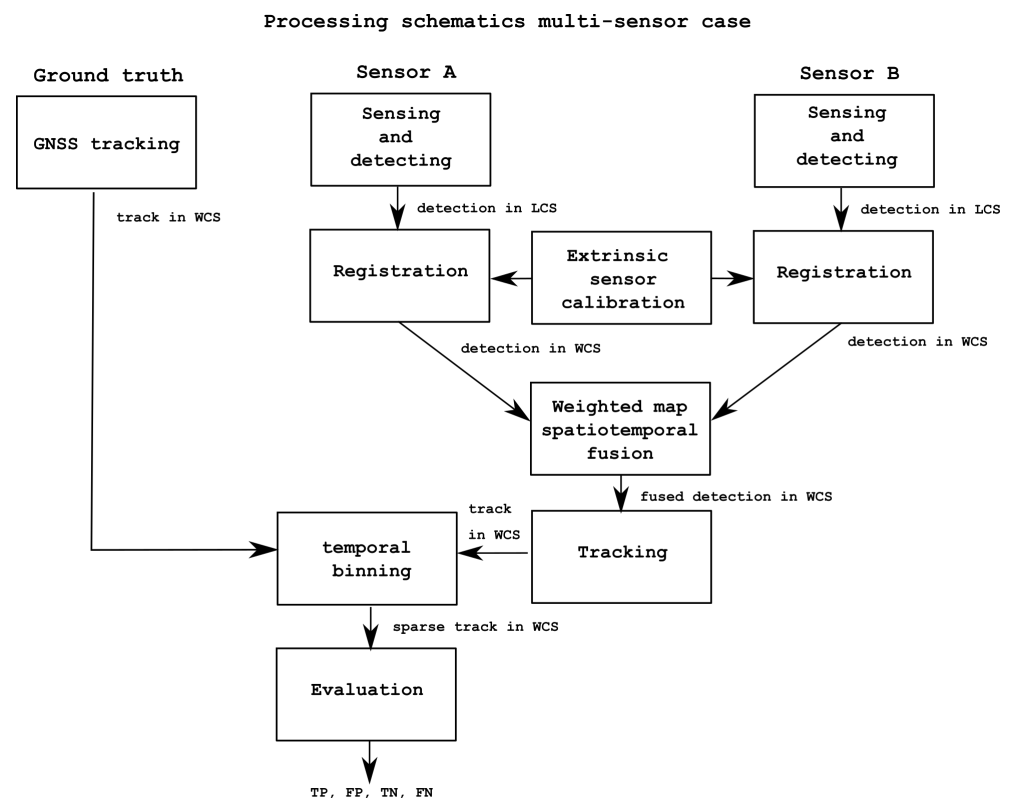 Processing schematics multi-sensor case
Ground truth
Sensor A
Sensor B
GNSS tracking
Sensing
and
detecting
Sensing
and
detecting
track in WCS
detection in LCS
detection in LCS
Registration
Extrinsic
sensor
calibration
Registration
detection in WCS
detection in WCS
Weighted map
spatiotemporal
fusion
fused detection in WCS
track
in WCS
temporal
binning
Tracking
sparse track in WCS
Evaluation
TP, FP, TN, FN